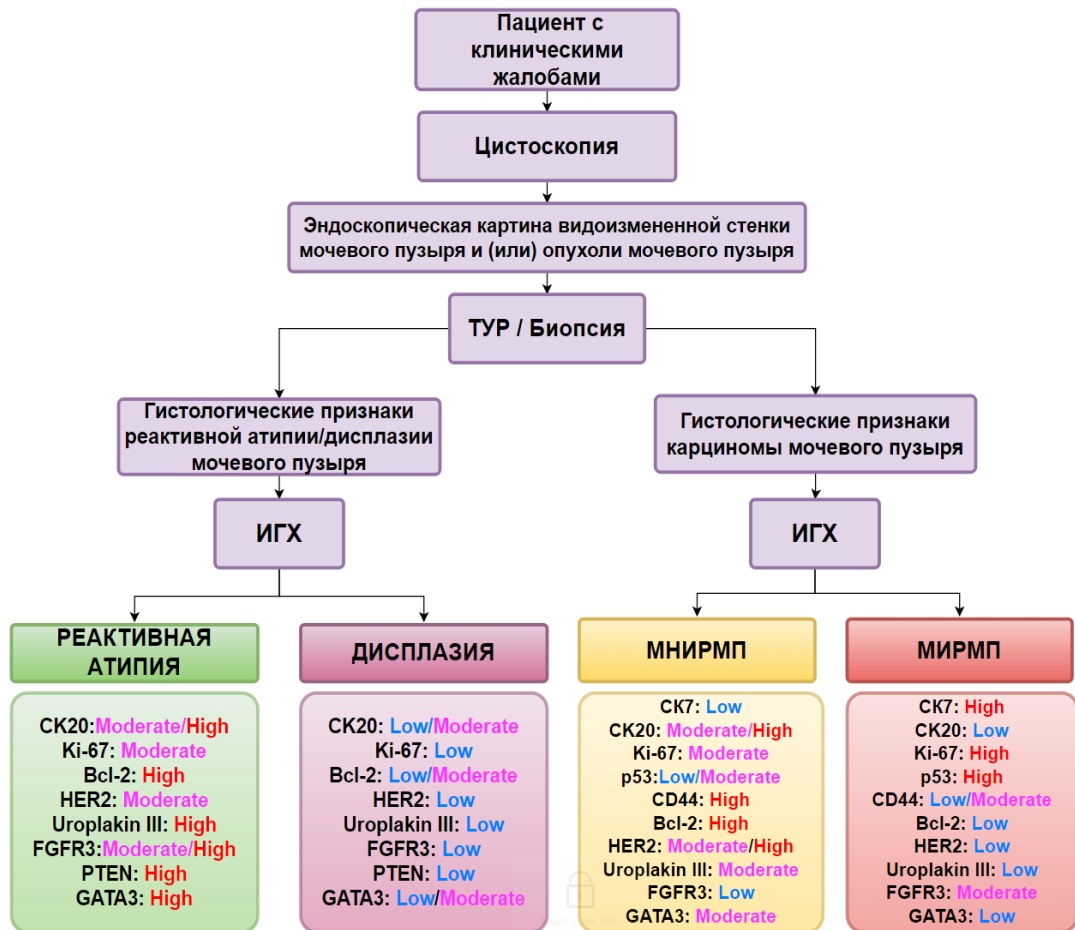 Пациент с
клиническими
жалобами
Цистоскопия
Эндоскопическая картина видоизмененной стенки
мочевого пузыря и (или) опухоли мочевого пузыря
ТУР / Биопсия
Гистологические признаки
реактивной атипии/дисплазии
мочевого пузыря
Гистологические признаки
карциномы мочевого пузыря
ИГХ
ИГХ
РЕАКТИВНАЯ
АТИПИЯ
CK20:Moderate/High
Ki-67: Moderate
Bcl-2: High
HER2: Moderate
Uroplakin III: High
FGFR3:Moderate/High
PTEN: High
GATA3: High
ДИСПЛАЗИЯ
CK20: Low/Moderate
Ki-67: Low
Bcl-2: Low/Moderate
HER2: Low
Uroplakin III: Low
FGFR3: Low
PTEN: Low
GATA3: Low/Moderate
МНИРМП
CK7: Low
CK20: Moderate/High
Ki-67: Moderate
p53:Low/Moderate
CD44: High
Bcl-2: High
HER2: Moderate/High
Uroplakin III: Moderate
FGFR3: Low
GATA3: Moderate
МИРМП
CK7: High
CK20: Low
Ki-67: High
p53: High
CD44: Low/Moderate
Bcl-2: Low
HER2: Low
Uroplakin III: Low
FGFR3: Moderate
GATA3: Low